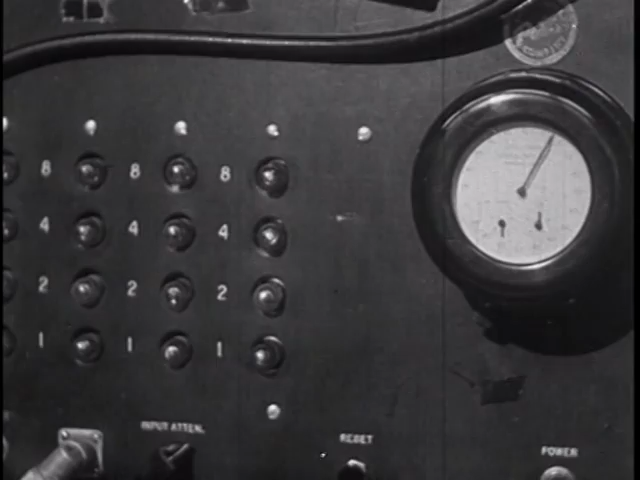 8 8 8
4 4 4
2 2 2
1 1 1
INPUT ATTEN.
RESET
POWER